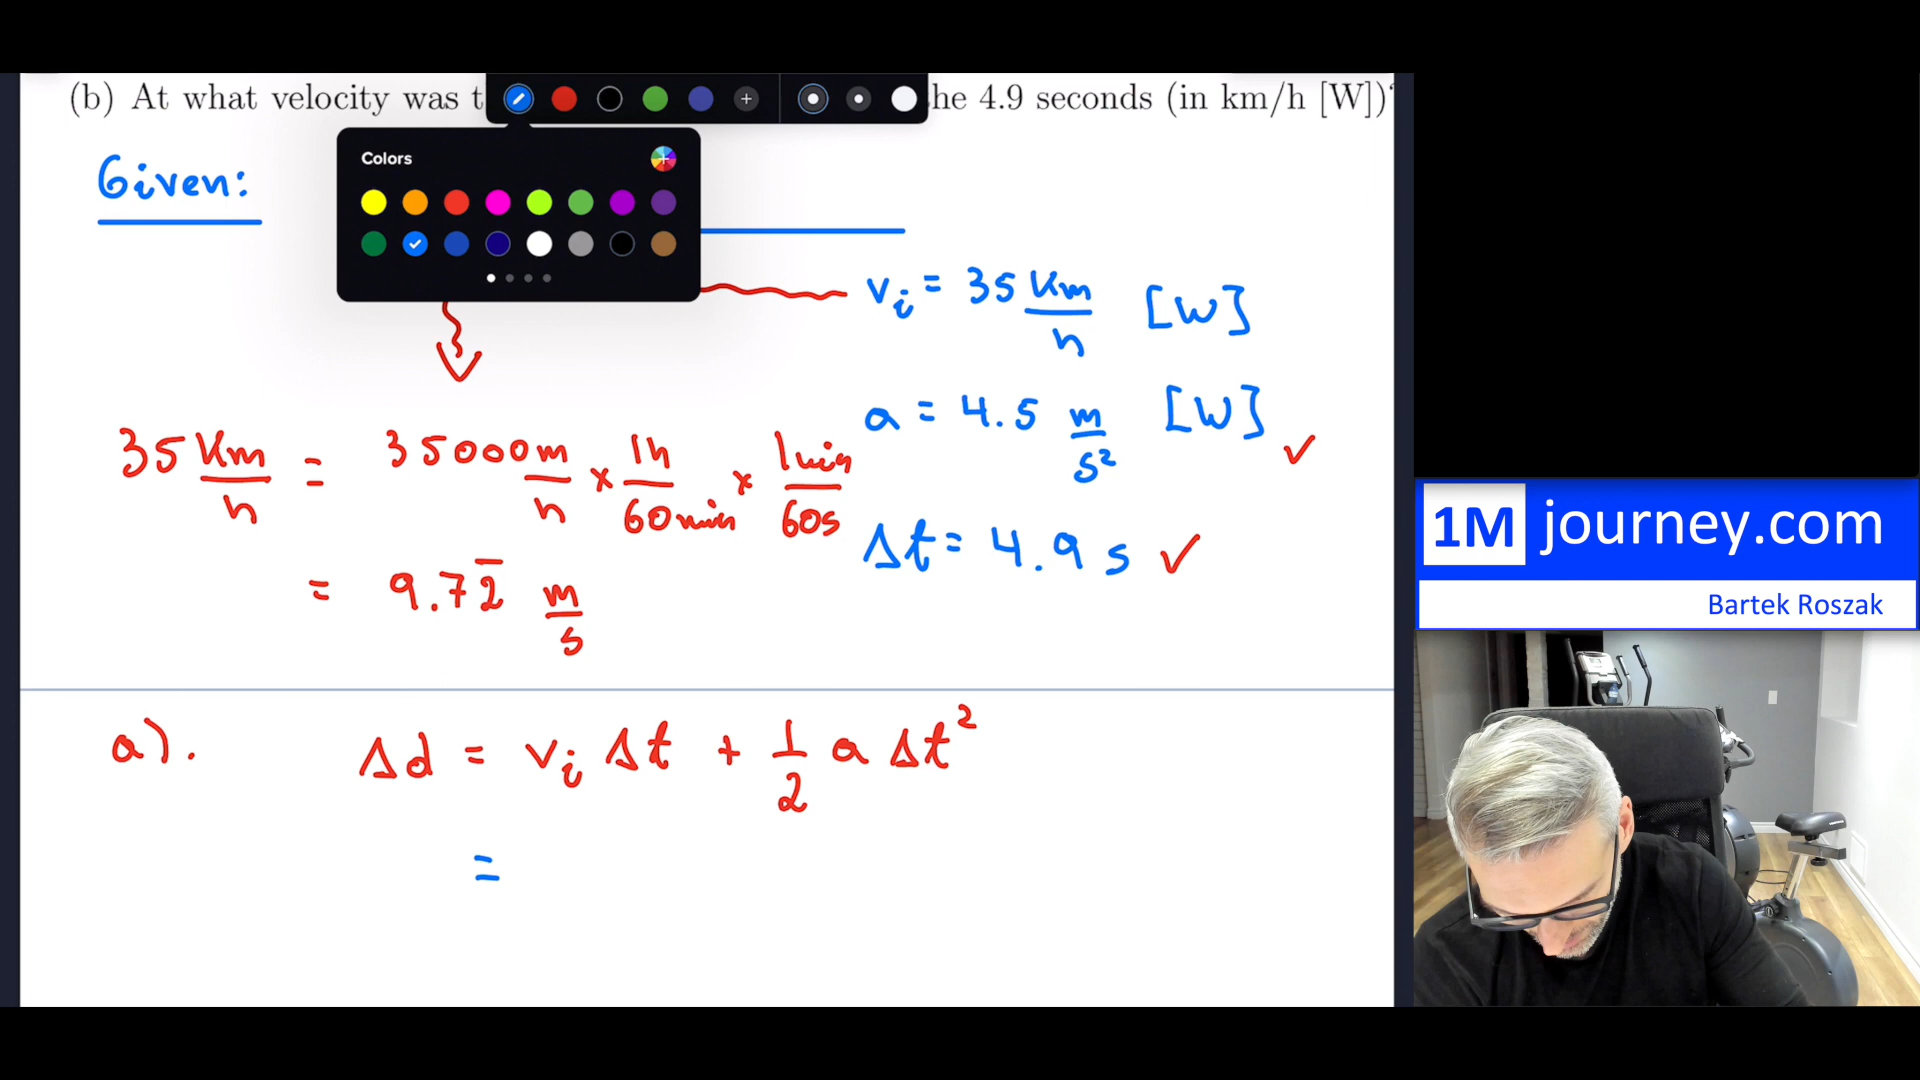 (b) At what velocity was t he 4.9 seconds (in km/h [W])?
Colors
Given:
vi = 35 Km/h [W]
a = 4.5 m/s² [W] ✓
35 Km/h = 35000m/h × 1h/60min × 1min/60s
Δt = 4.9 s ✓
= 9.72̅ m/s
a). Δd = vi Δt + 1/2 a Δt²
=
1M journey.com
Bartek Roszak